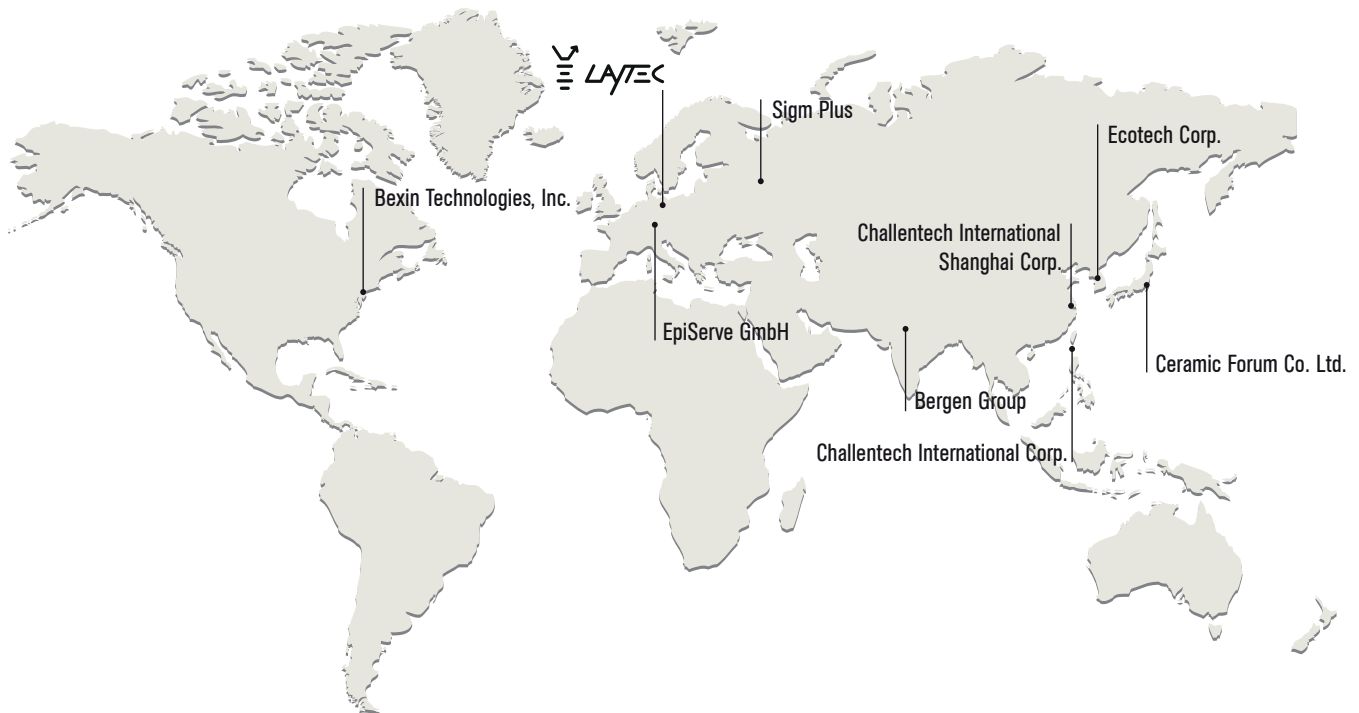 LAYTEC
Sigm Plus
Ecotech Corp.
Bexin Technologies, Inc.
Challentech International
Shanghai Corp.
EpiServe GmbH
Ceramic Forum Co. Ltd.
Bergen Group
Challentech International Corp.